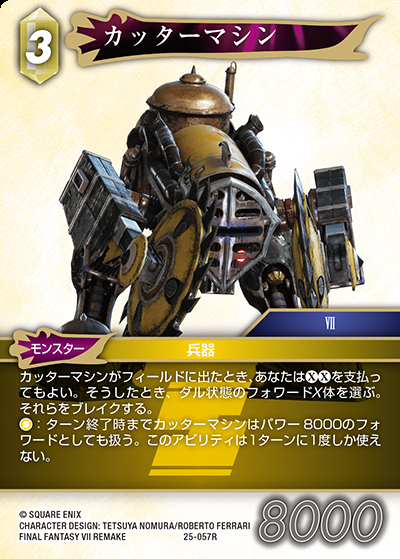 3
カッターマシン
VII
モンスター
兵器
カッターマシンがフィールドに出たとき、あなたはⓍⓍを支払っ
てもよい。そうしたとき、ダル状態のフォワードX体を選ぶ。
それらをブレイクする。
：ターン終了時までカッターマシンはパワー 8000のフォ
ワードとしても扱う。このアビリティは1ターンに1度しか使え
ない。
© SQUARE ENIX
CHARACTER DESIGN: TETSUYA NOMURA/ROBERTO FERRARI
FINAL FANTASY VII REMAKE 25-057R
8000